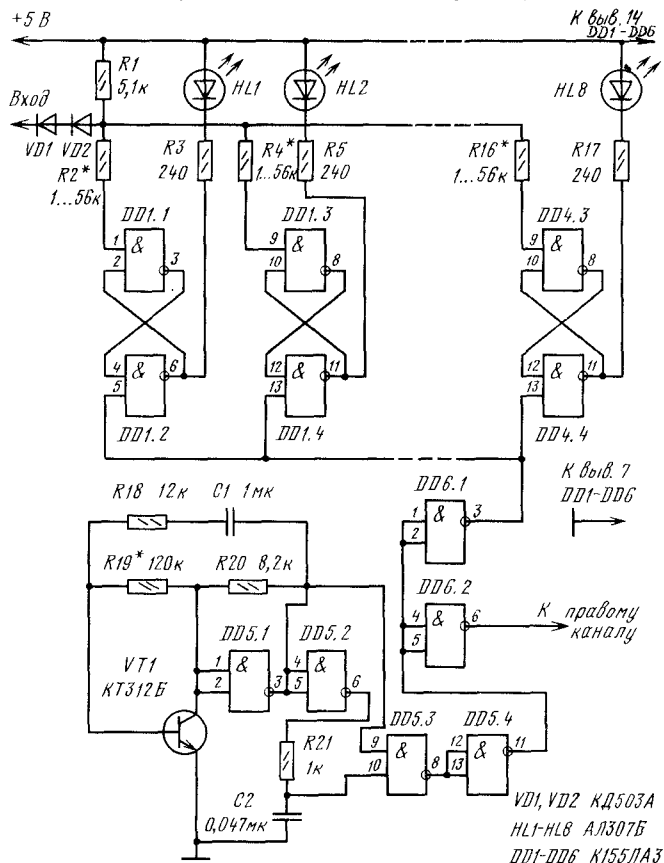 +5 В
К выв. 14
DD1-DD6
R1
5,1к
HL1
HL2
HL8
Вход
VD1 VD2
R2*
1...56к
R3
240
R4*
1...56к
R5
240
R16*
1...56к
R17
240
DD1.1
1
2
&
3
DD1.3
9
10
&
8
DD4.3
9
10
&
8
4
5
&
6
DD1.2
12
13
&
11
DD1.4
12
13
&
11
DD4.4
R18 12к
C1 1мк
DD6.1
1
2
&
3
К выв. 7
DD1-DD6
R19* 120к
R20 8,2к
DD6.2
4
5
&
6
К правому
каналу
VT1
КТ312Б
DD5.1
1
2
&
3
DD5.2
4
5
&
6
R21
1к
DD5.3
9
10
&
8
DD5.4
12
13
&
11
C2
0,047мк
VD1, VD2 КД503А
HL1-HL8 АЛ307Б
DD1-DD6 К155ЛА3